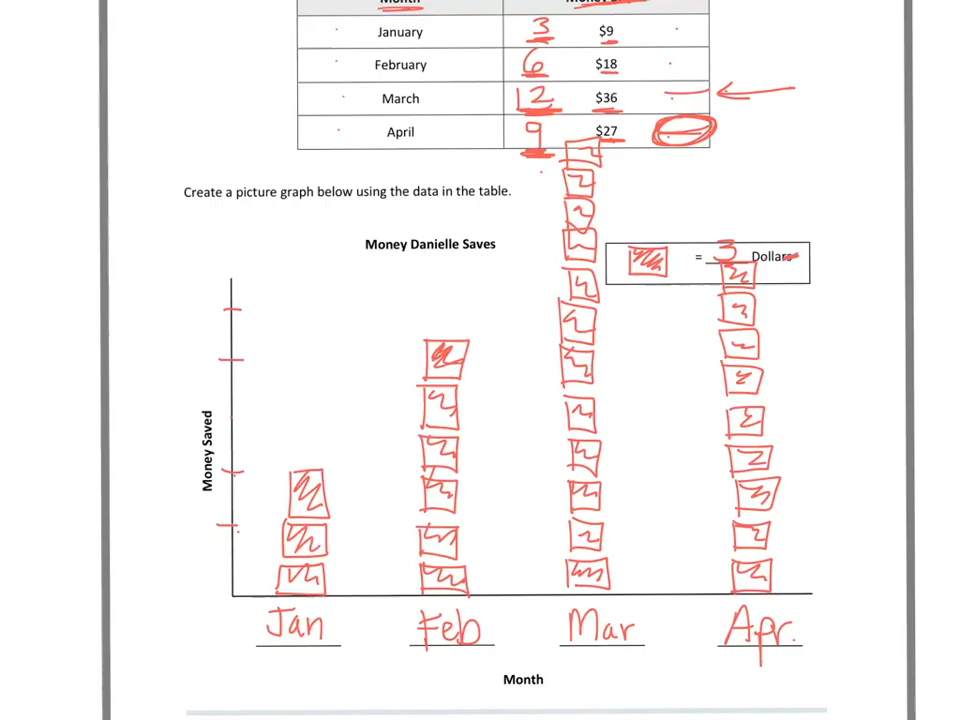 Month
January 3 $9
February 6 $18
March 12 $36
April 9 $27
Create a picture graph below using the data in the table.
Money Danielle Saves
= 3 Dollars
Money Saved
Jan Feb Mar Apr.
Month